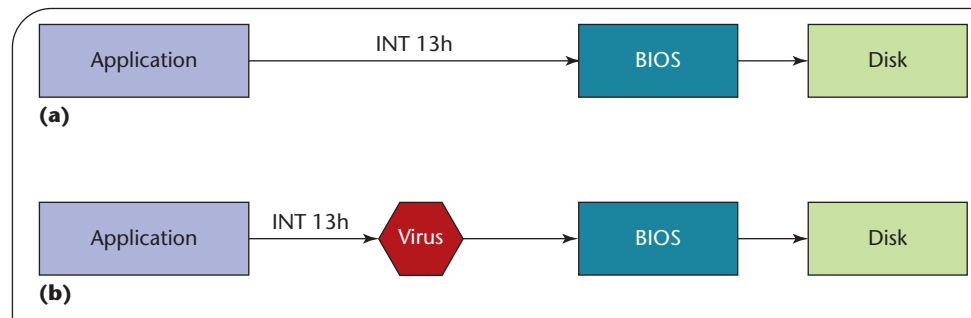 INT 13h
Application
BIOS
Disk
(a)
INT 13h
Application
Virus
BIOS
Disk
(b)